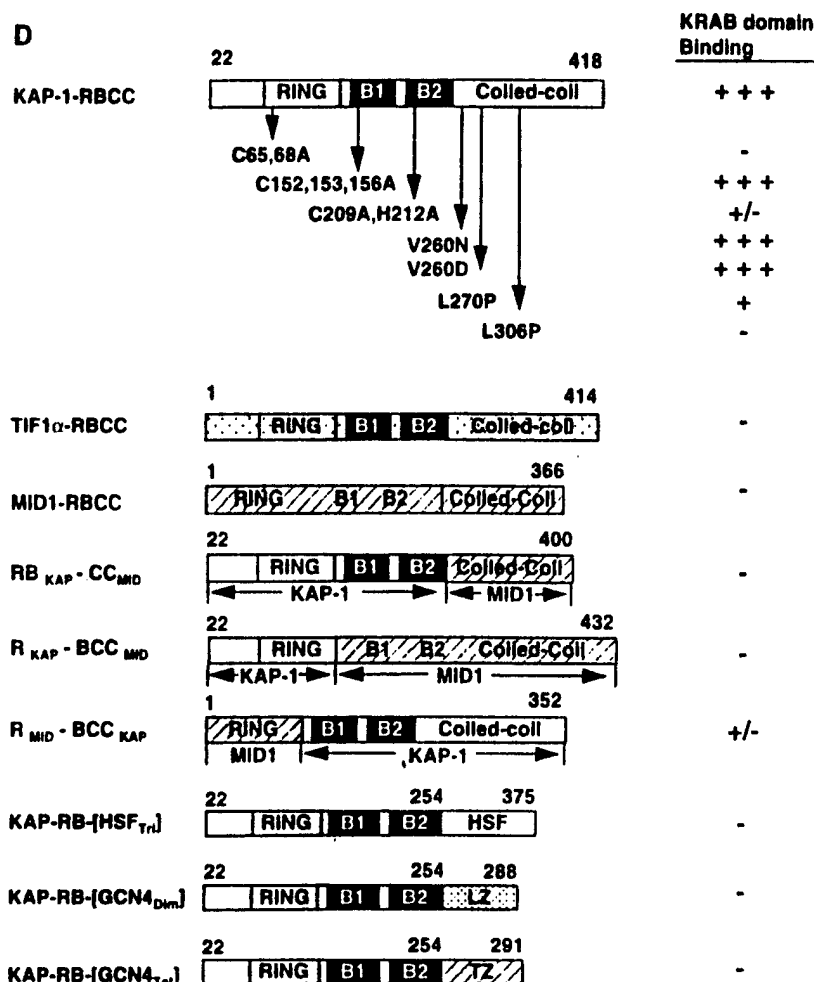 D
KRAB domain
Binding
22 418
KAP-1-RBCC RING B1 B2 Coiled-coil + + +
C65,68A -
C152,153,156A + + +
C209A,H212A +/-
V260N + + +
V260D + + +
L270P +
L306P -
1 414
TIF1α-RBCC RING B1 B2 Coiled-coil -
1 366
MID1-RBCC RING B1 B2 Coiled-Coil -
22 400
RB KAP - CC MID RING B1 B2 Coiled-Coil -
KAP-1 MID1
22 432
R KAP - BCC MID RING B1 B2 Coiled-Coil -
KAP-1 MID1
1 352
R MID - BCC KAP RING B1 B2 Coiled-coil +/-
MID1 KAP-1
22 254 375
KAP-RB-[HSF Tri] RING B1 B2 HSF -
22 254 288
KAP-RB-[GCN4 Dim] RING B1 B2 LZ -
22 254 291
KAP-RB-[GCN4 RING B1 B2 TZ -